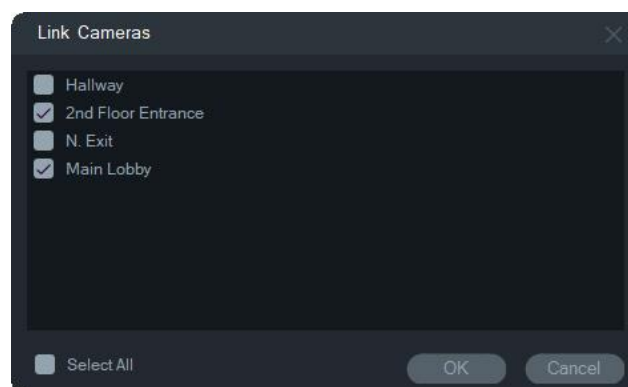 Link Cameras
Hallway
2nd Floor Entrance
N. Exit
Main Lobby
Select All
OK
Cancel